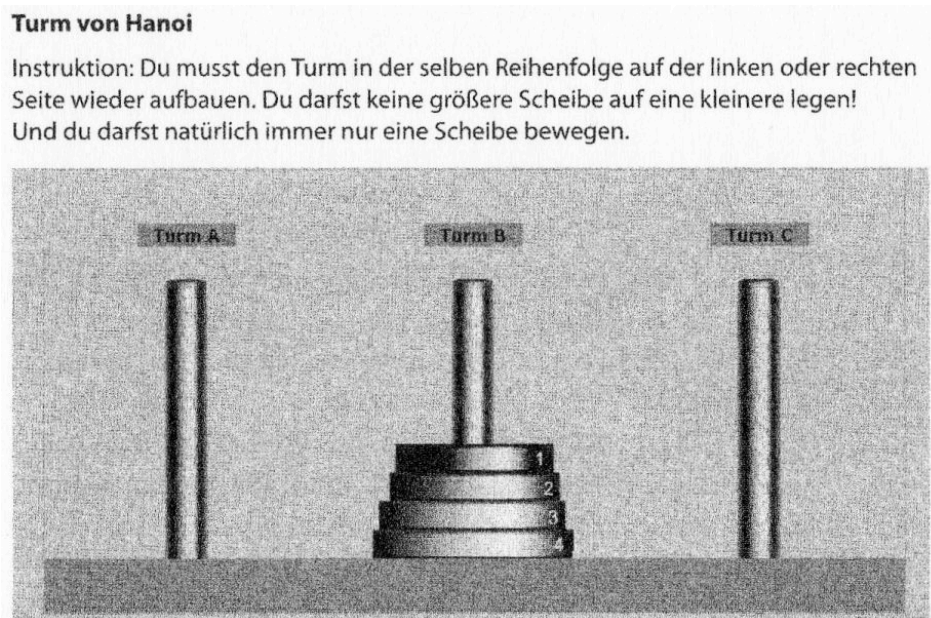 Turm von Hanoi
Instruktion: Du musst den Turm in der selben Reihenfolge auf der linken oder rechten
Seite wieder aufbauen. Du darfst keine größere Scheibe auf eine kleinere legen!
Und du darfst natürlich immer nur eine Scheibe bewegen.
Turm A Turm B Turm C
1
2
3
4